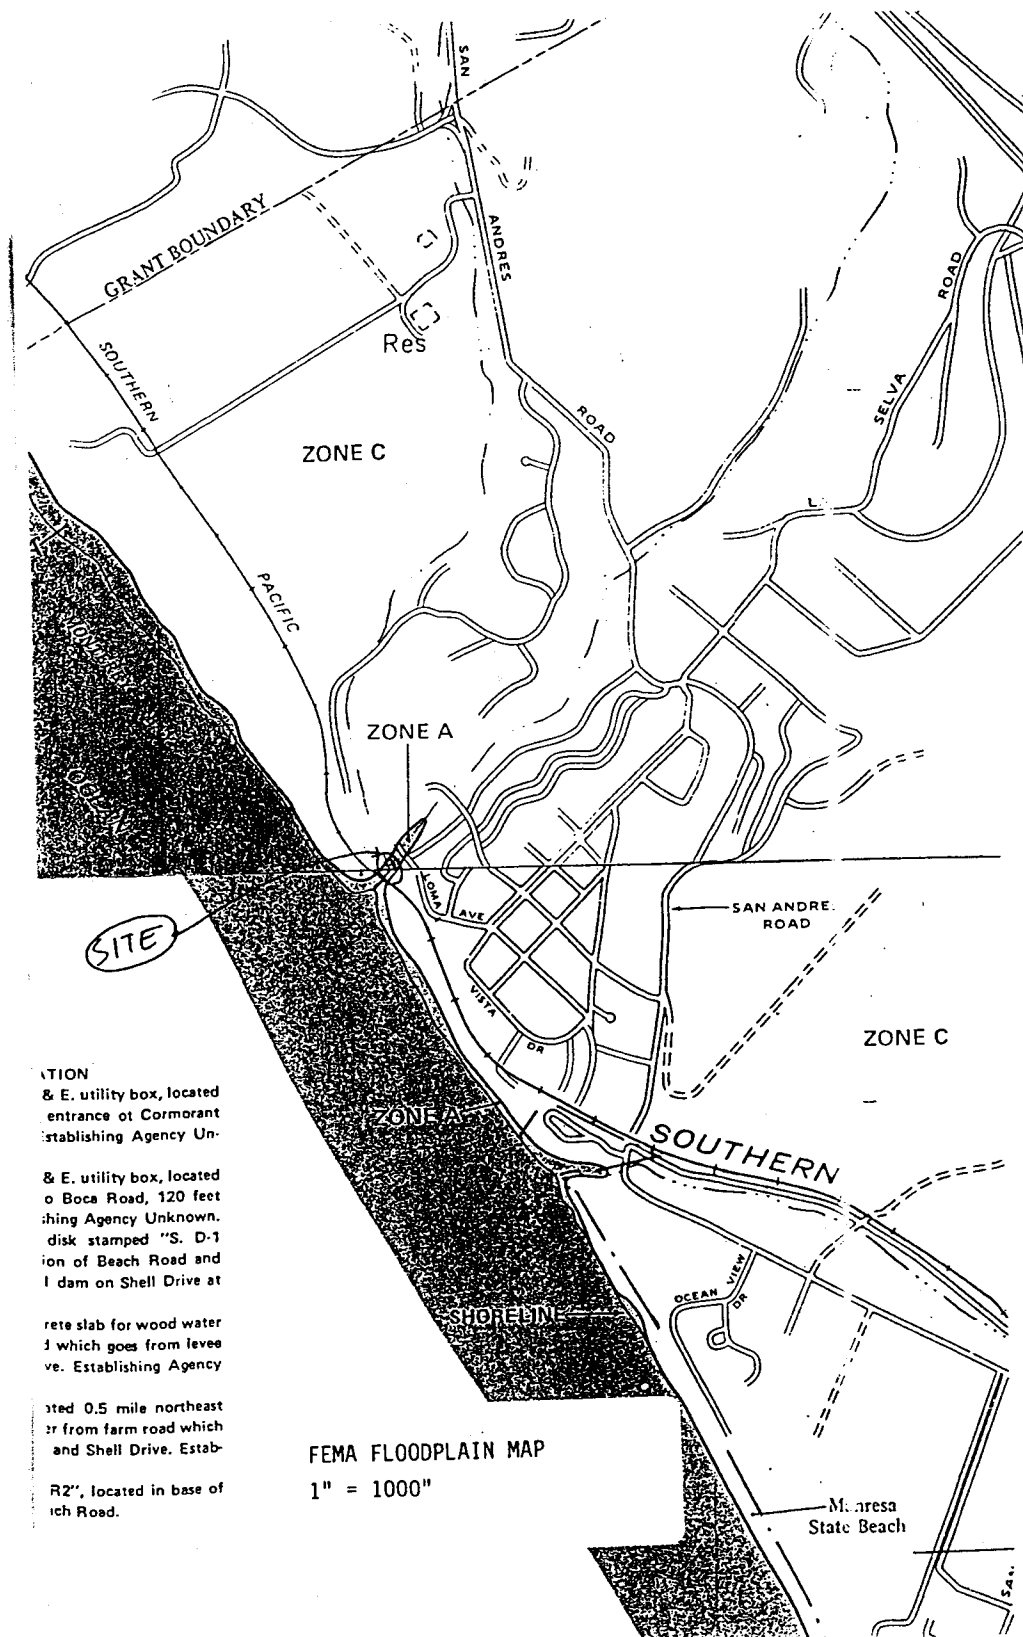 SAN
GRANT BOUNDARY
ANDRES
ROAD
Res
SOUTHERN
ROAD
SELVA
ZONE C
PACIFIC
ZONE A
SITE
LOMA
AVE
SAN ANDRE
ROAD
VISTA
DR
ZONE C
ZONE A
SOUTHERN
OCEAN
VIEW
DR
SHORELINE
ATION
& E. utility box, located
entrance ot Cormorant
stablishing Agency Un-
& E. utility box, located
o Boca Road, 120 feet
hing Agency Unknown.
disk stamped "S. D-1
ion of Beach Road and
l dam on Shell Drive at
rete slab for wood water
which goes from levee
ve. Establishing Agency
ated 0.5 mile northeast
er from farm road which
and Shell Drive. Estab-
R2", located in base of
ach Road.
FEMA FLOODPLAIN MAP
1" = 1000"
M. nresa
State Beach
SAN